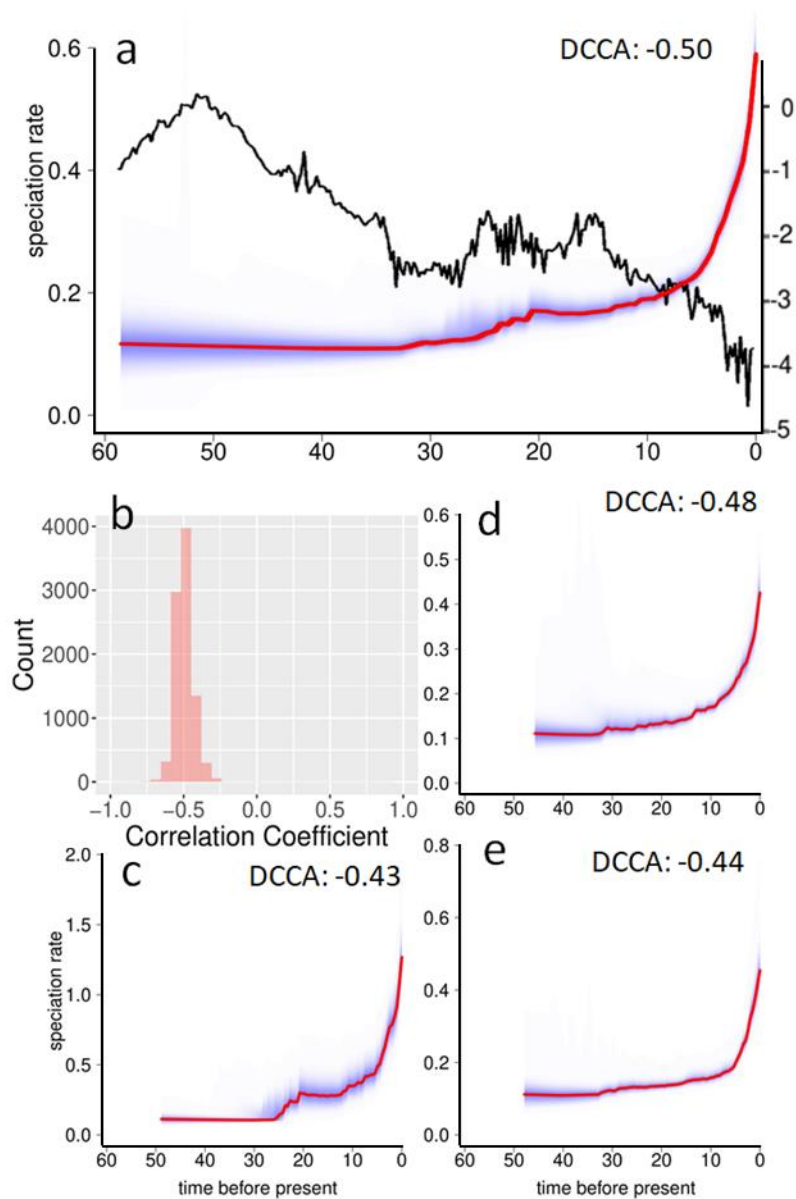 a
DCCA: -0.50
0.6
0.4
0.2
0.0
speciation rate
0
-1
-2
-3
-4
-5
60 50 40 30 20 10 0
b
4000
3000
2000
1000
0
Count
−1.0 −0.5 0.0 0.5 1.0
Correlation Coefficient
d
DCCA: -0.48
0.6
0.5
0.4
0.3
0.2
0.1
0.0
60 50 40 30 20 10 0
c
DCCA: -0.43
2.0
1.5
1.0
0.5
0.0
speciation rate
60 50 40 30 20 10 0
time before present
e
DCCA: -0.44
0.8
0.6
0.4
0.2
0.0
60 50 40 30 20 10 0
time before present